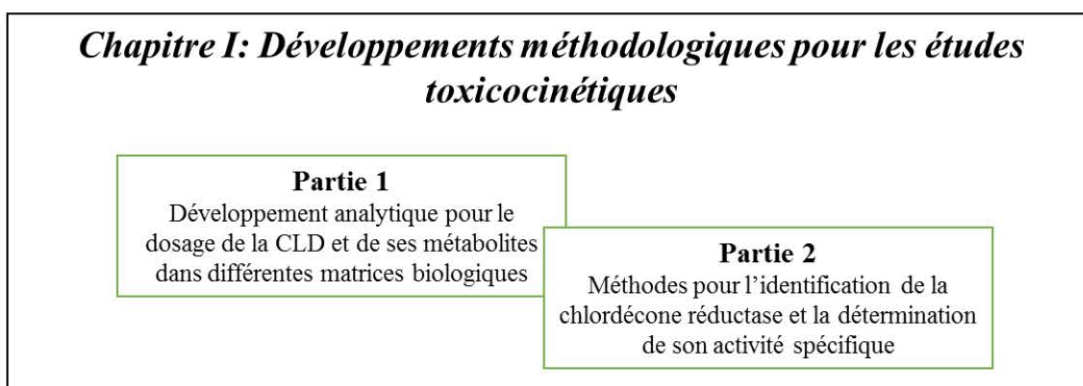 Chapitre I: Développements méthodologiques pour les études
toxicocinétiques
Partie 1
Développement analytique pour le
dosage de la CLD et de ses métabolites
dans différentes matrices biologiques
Partie 2
Méthodes pour l’identification de la
chlordécone réductase et la détermination
de son activité spécifique